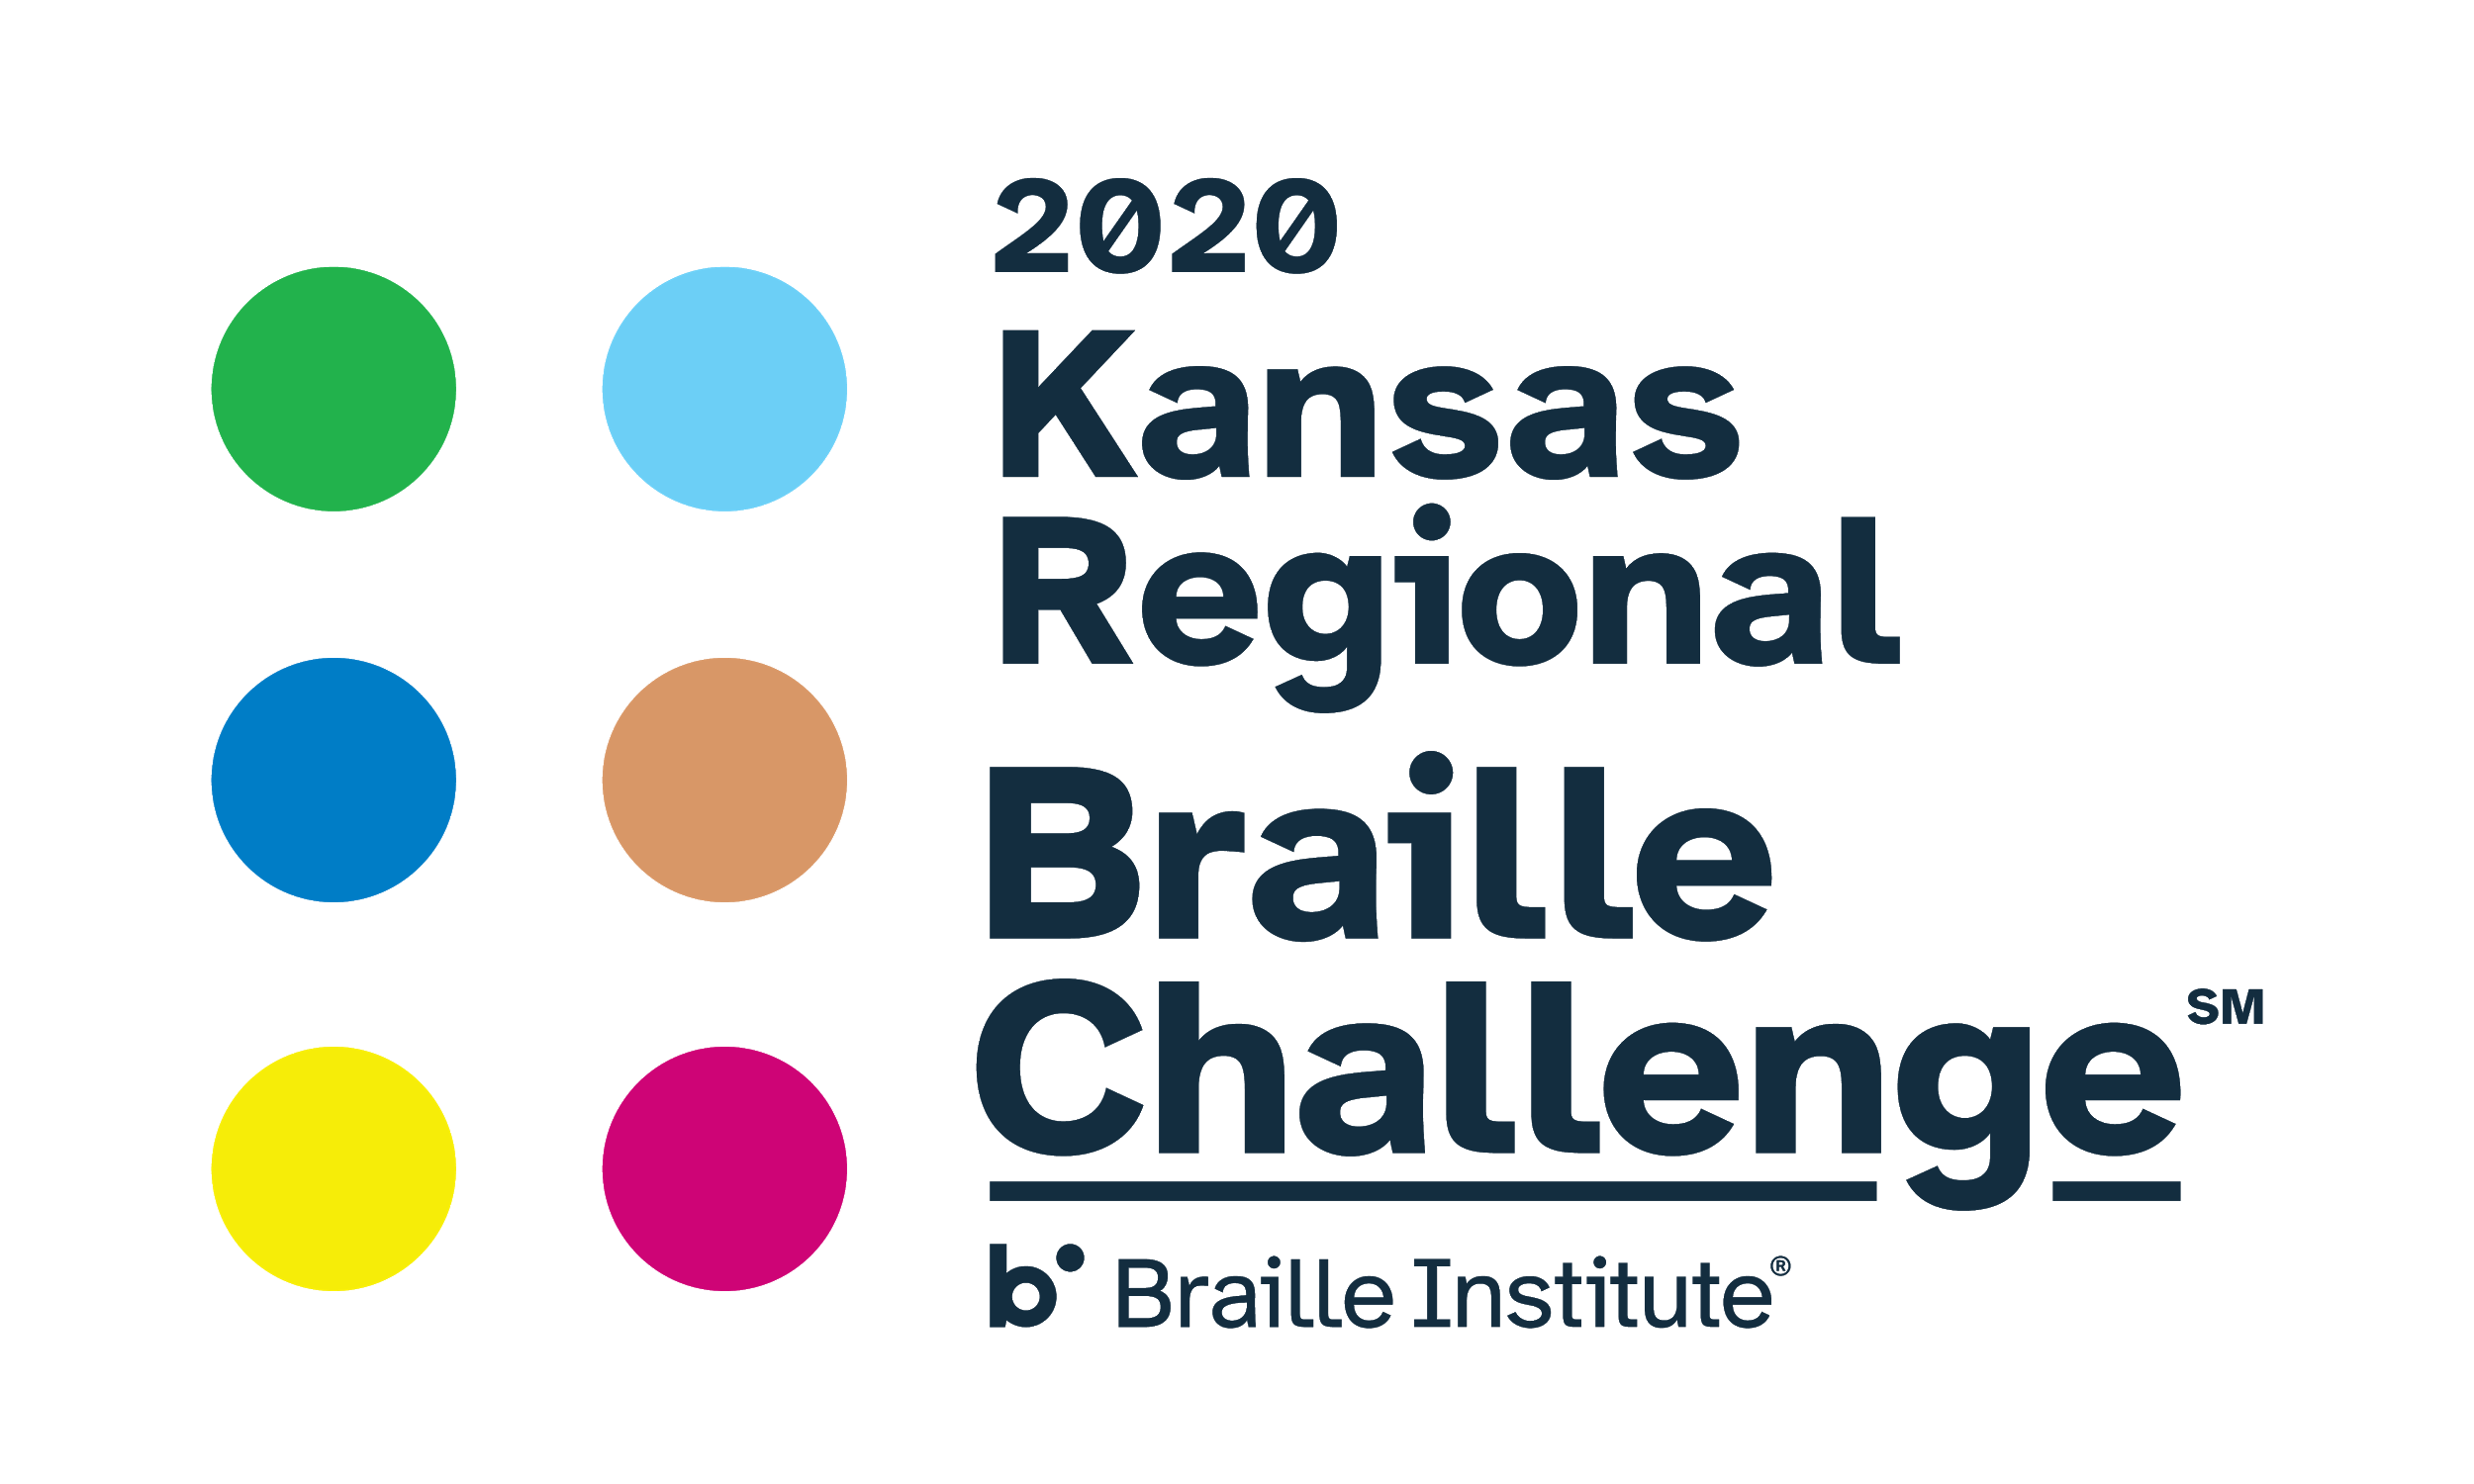 2020
Kansas
Regional
Braille
Challenge℠
b Braille Institute®